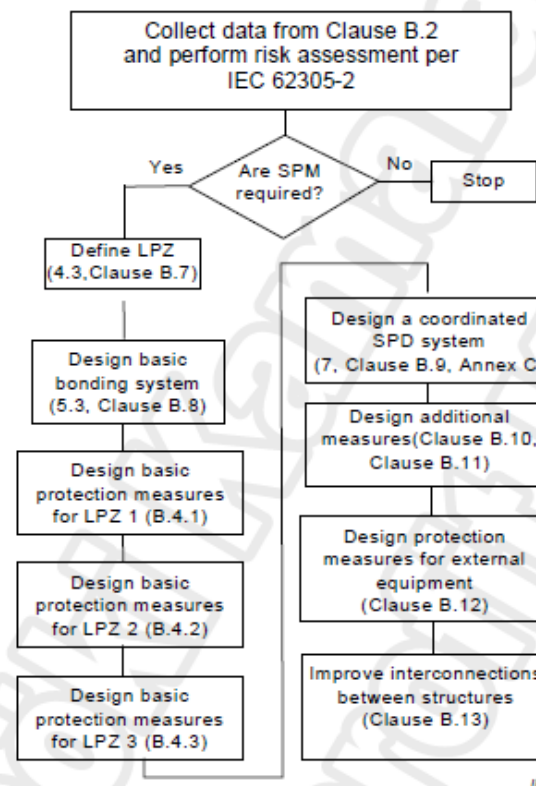 Collect data from Clause B.2
and perform risk assessment per
IEC 62305-2
Yes
Are SPM
required?
No
Stop
Define LPZ
(4.3,Clause B.7)
Design basic
bonding system
(5.3, Clause B.8)
Design basic
protection measures
for LPZ 1 (B.4.1)
Design basic
protection measures
for LPZ 2 (B.4.2)
Design basic
protection measures
for LPZ 3 (B.4.3)
Design a coordinated
SPD system
(7, Clause B.9, Annex C
Design additional
measures(Clause B.10,
Clause B.11)
Design protection
measures for external
equipment
(Clause B.12)
Improve interconnections
between structures
(Clause B.13)